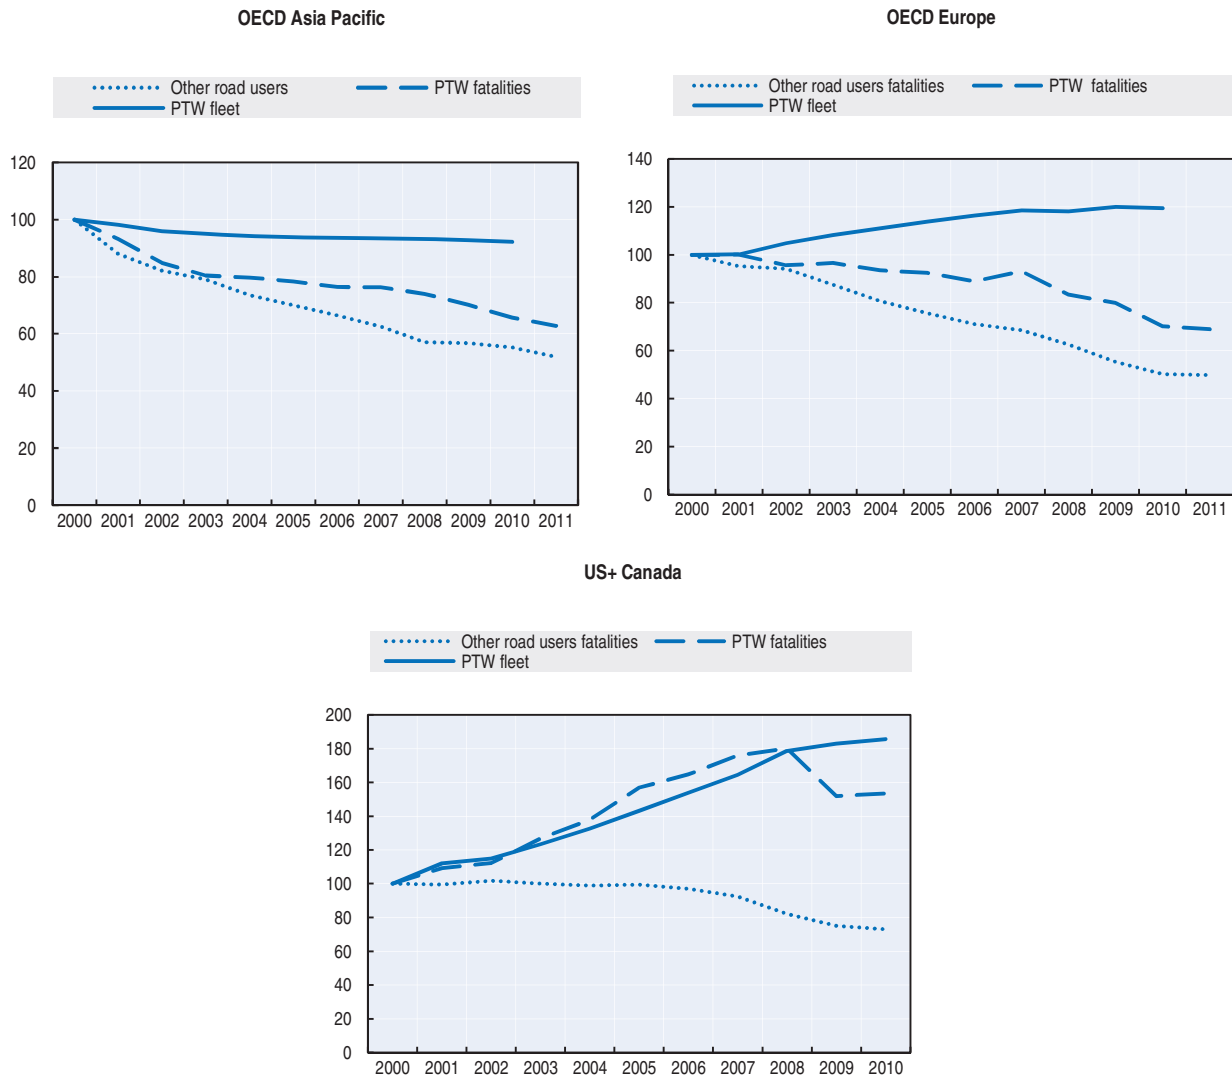 OECD Asia Pacific
Other road users
PTW fatalities
PTW fleet
120
100
80
60
40
20
0
2000 2001 2002 2003 2004 2005 2006 2007 2008 2009 2010 2011
OECD Europe
Other road users fatalities
PTW fatalities
PTW fleet
140
120
100
80
60
40
20
0
2000 2001 2002 2003 2004 2005 2006 2007 2008 2009 2010 2011
US+ Canada
Other road users fatalities
PTW fatalities
PTW fleet
200
180
160
140
120
100
80
60
40
20
0
2000 2001 2002 2003 2004 2005 2006 2007 2008 2009 2010